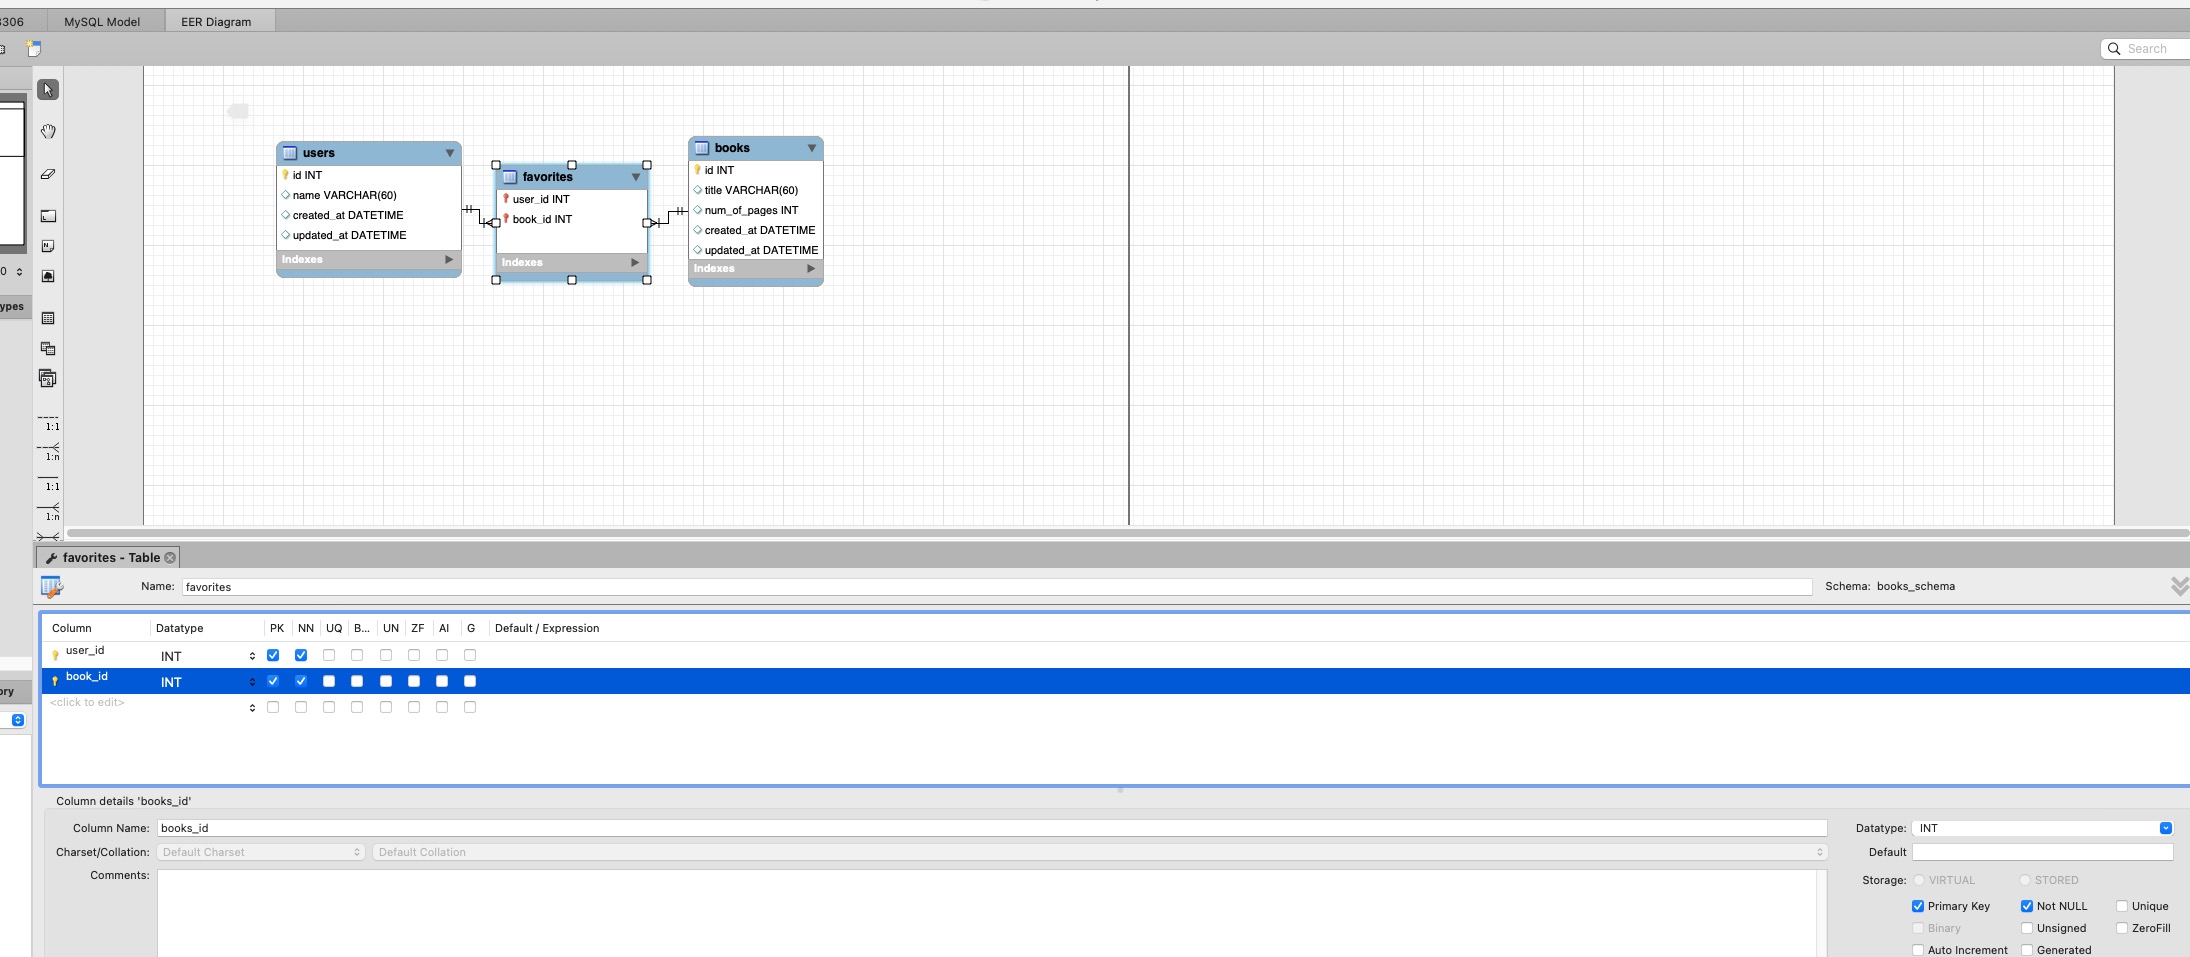 3306 MySQL Model EER Diagram
Search
users
id INT
name VARCHAR(60)
created_at DATETIME
updated_at DATETIME
Indexes
favorites
user_id INT
book_id INT
Indexes
books
id INT
title VARCHAR(60)
num_of_pages INT
created_at DATETIME
updated_at DATETIME
Indexes
0
ypes
1:1
1:n
1:1
1:n
ory
favorites - Table
Name: favorites Schema: books_schema
Column Datatype PK NN UQ B... UN ZF AI G Default / Expression
user_id INT
book_id INT
<click to edit>
Column details 'books_id'
Column Name: books_id Datatype: INT
Charset/Collation: Default Charset Default Collation Default
Comments: Storage: VIRTUAL STORED
Primary Key Not NULL Unique
Binary Unsigned ZeroFill
Auto Increment Generated